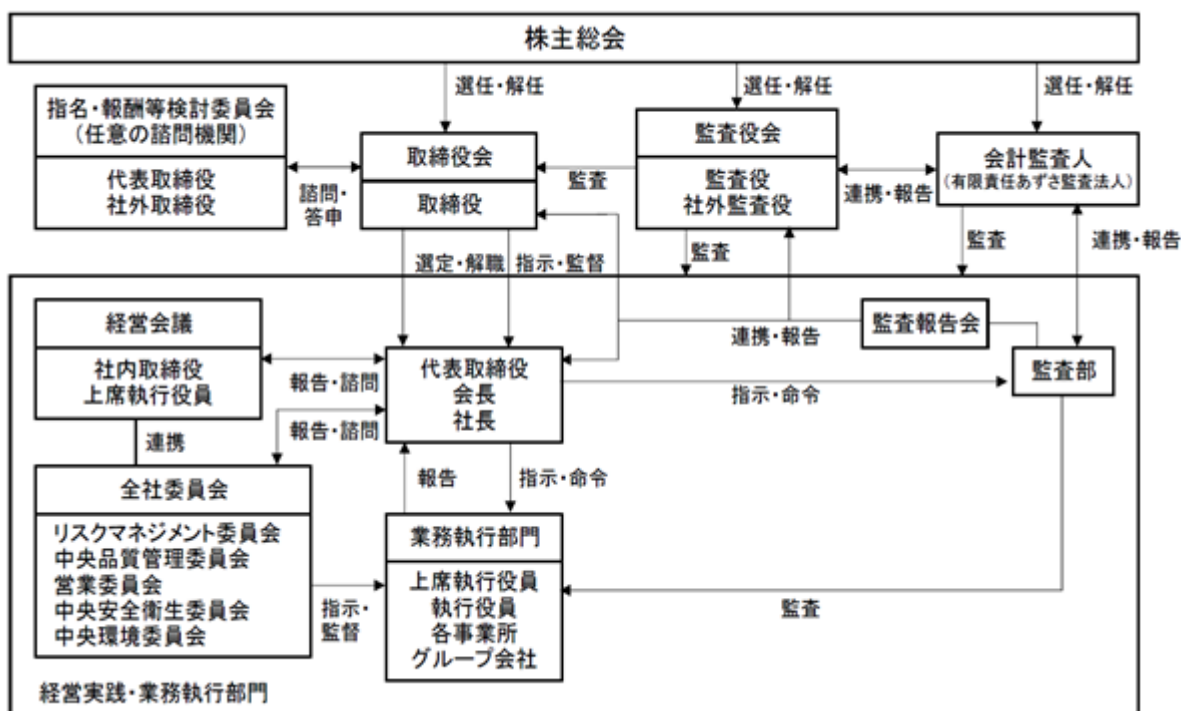 株主総会
選任・解任
選任・解任
選任・解任
指名・報酬等検討委員会
（任意の諮問機関）
代表取締役
社外取締役
諮問・
答申
取締役会
取締役
監査
監査役会
監査役
社外監査役
連携・報告
会計監査人
（有限責任あずさ監査法人）
選定・解職
指示・監督
監査
監査
連携・報告
経営会議
社内取締役
上席執行役員
報告・諮問
代表取締役
会長
社長
連携・報告
監査報告会
監査部
指示・命令
連携
報告・諮問
報告
指示・命令
全社委員会
リスクマネジメント委員会
中央品質管理委員会
営業委員会
中央安全衛生委員会
中央環境委員会
指示・
監督
業務執行部門
上席執行役員
執行役員
各事業所
グループ会社
監査
経営実践・業務執行部門